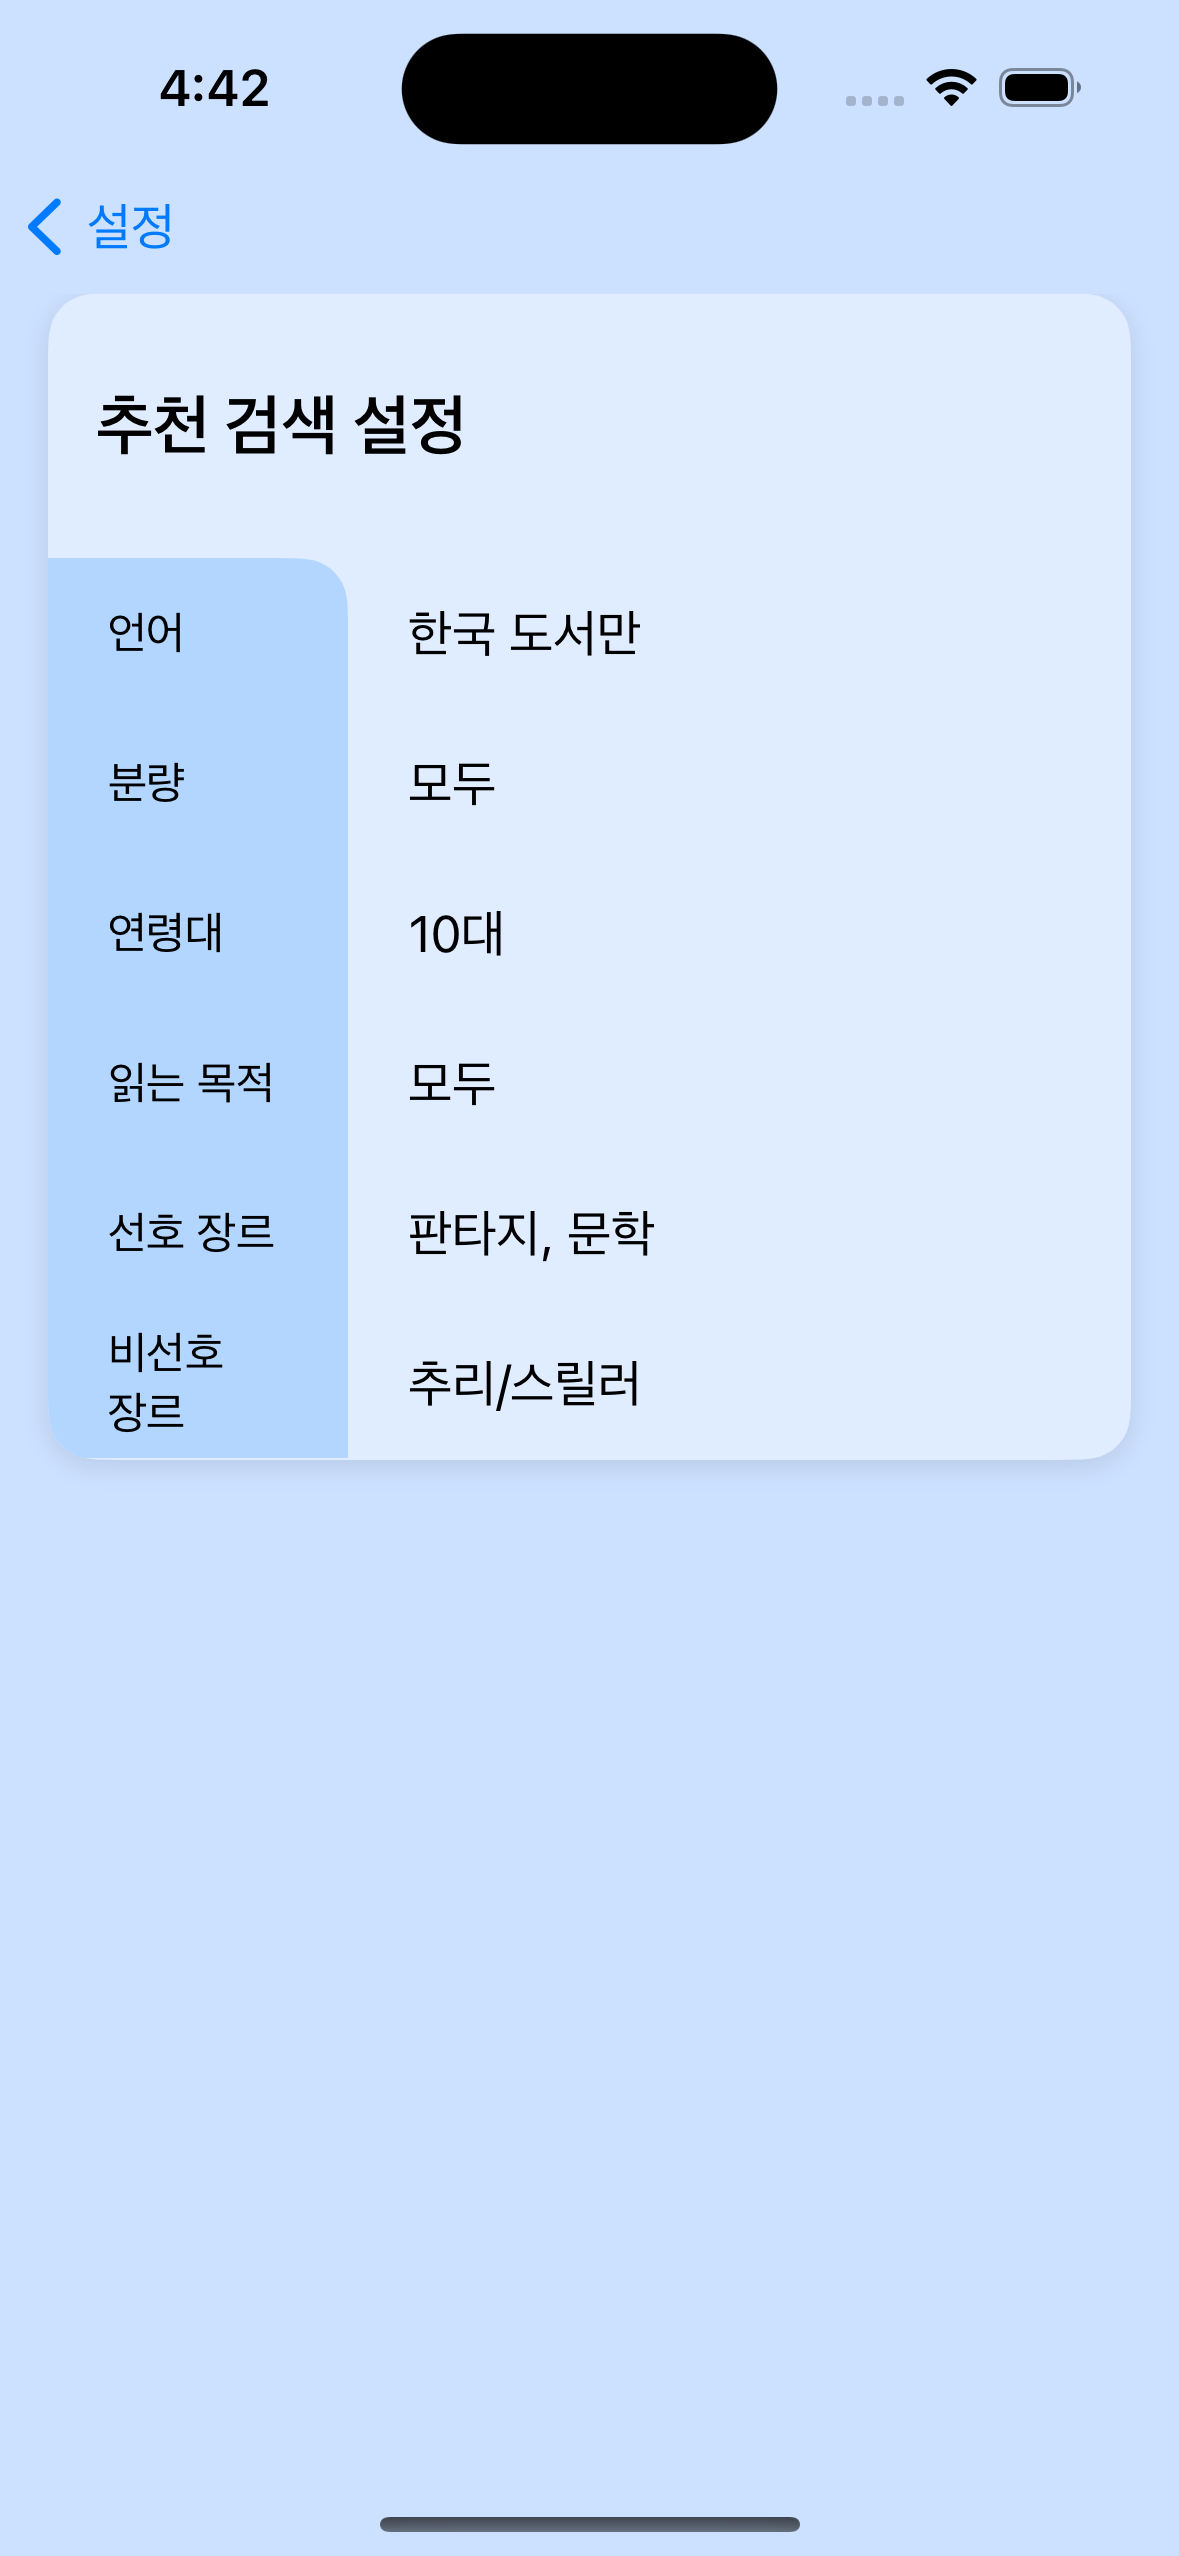 4:42
설정
추천 검색 설정
언어 한국 도서만
분량 모두
연령대 10대
읽는 목적 모두
선호 장르 판타지, 문학
비선호
장르 추리/스릴러